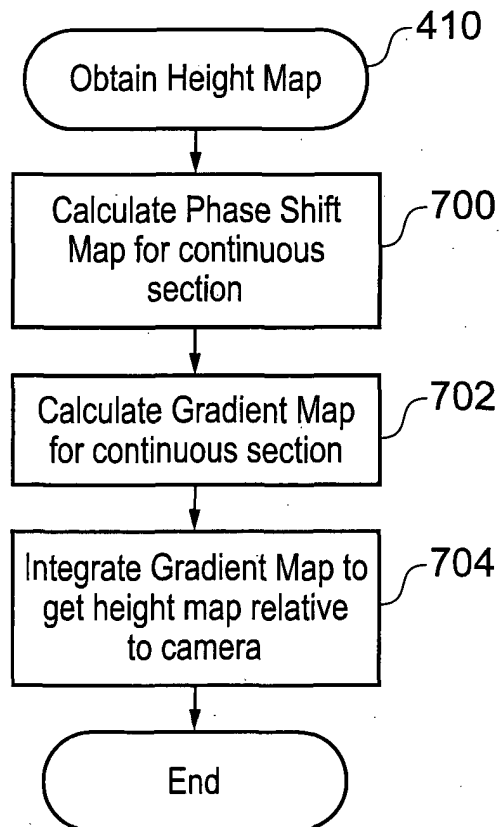 410
Obtain Height Map
Calculate Phase Shift
Map for continuous
section
700
Calculate Gradient Map
for continuous section
702
Integrate Gradient Map to
get height map relative
to camera
704
End